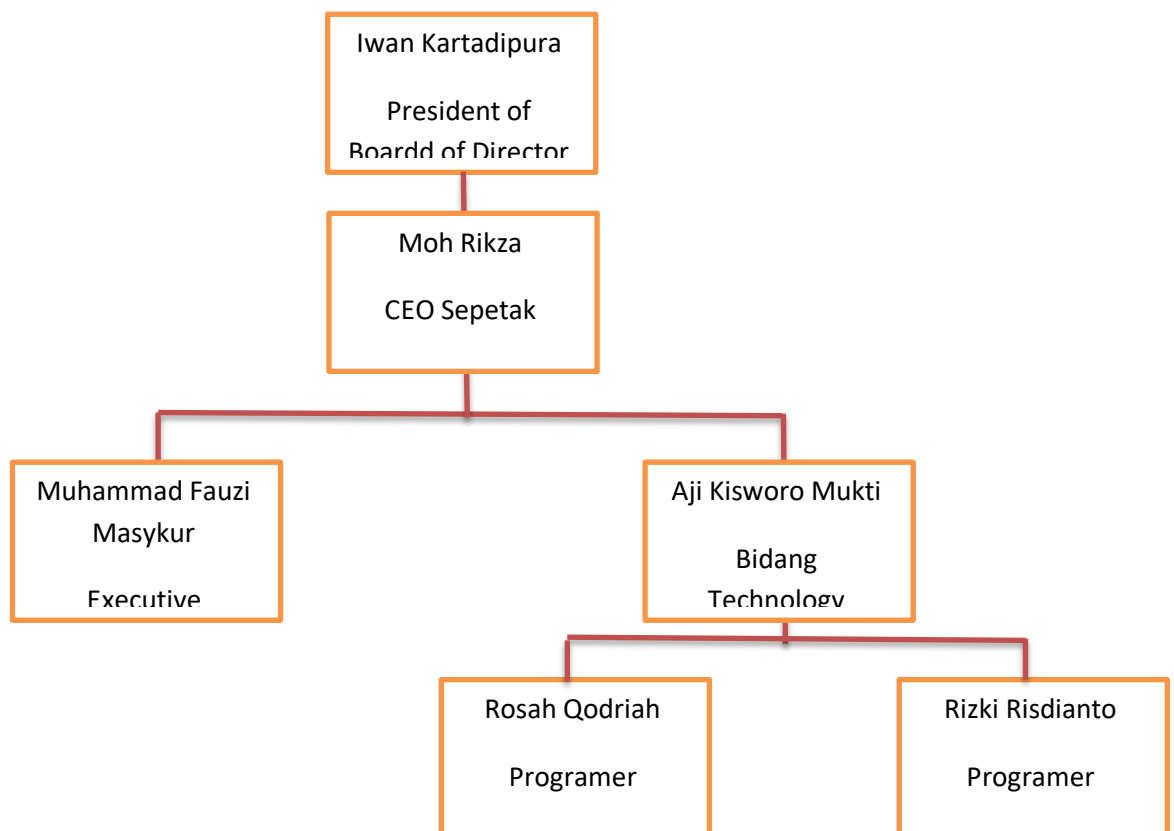 Iwan Kartadipura
President of
Boardd of Director
Moh Rikza
CEO Sepetak
Muhammad Fauzi
Masykur
Executive
Aji Kisworo Mukti
Bidang
Technology
Rosah Qodriah
Programer
Rizki Risdianto
Programer